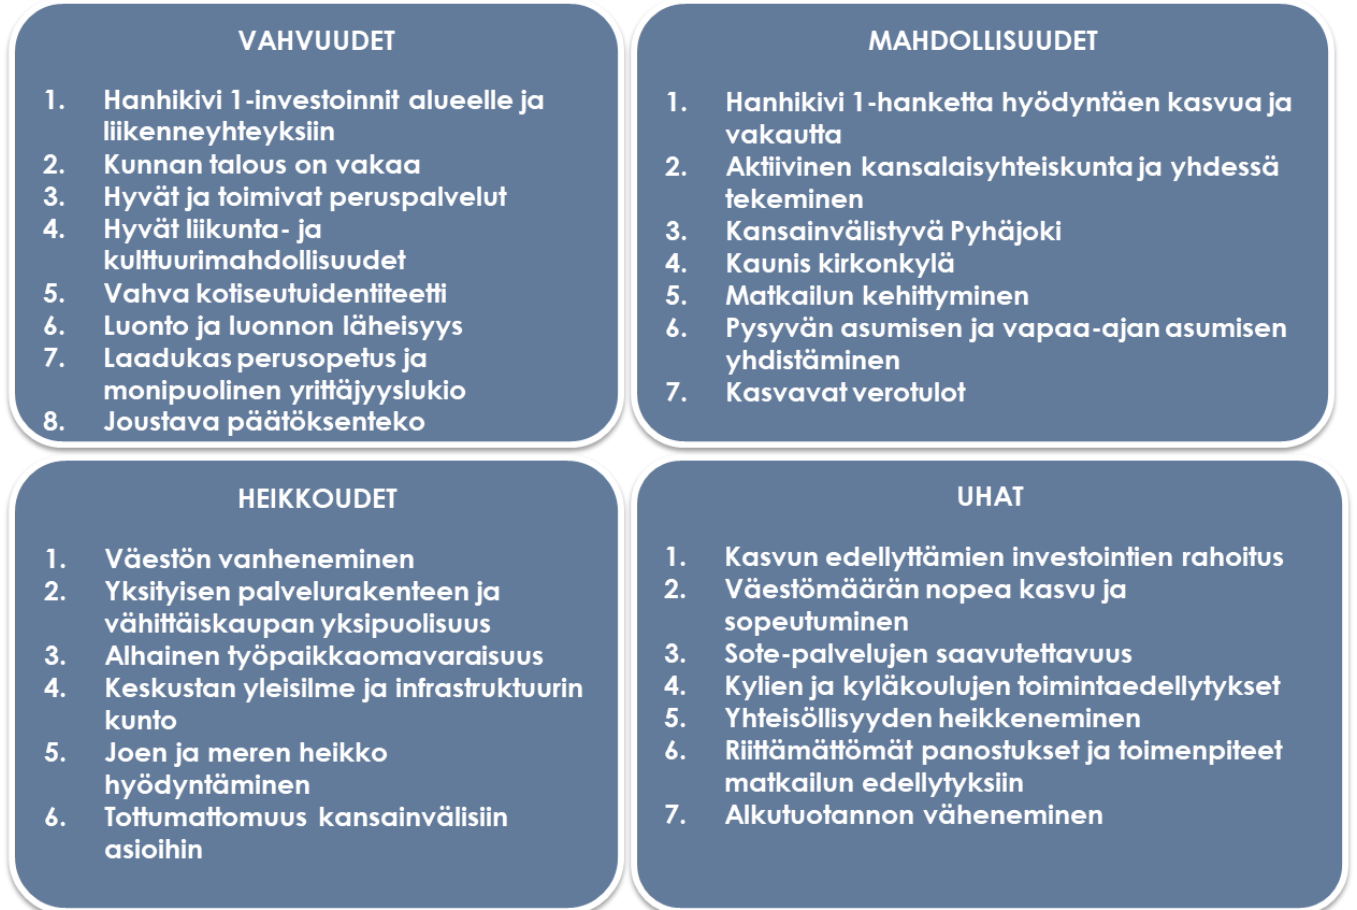 VAHVUUDET
1. Hanhikivi 1-investoinnit alueelle ja
liikenneyhteyksiin
2. Kunnan talous on vakaa
3. Hyvät ja toimivat peruspalvelut
4. Hyvät liikunta- ja
kulttuurimahdollisuudet
5. Vahva kotiseutuidentiteetti
6. Luonto ja luonnon läheisyys
7. Laadukas perusopetus ja
monipuolinen yrittäjyyslukio
8. Joustava päätöksenteko
MAHDOLLISUUDET
1. Hanhikivi 1-hanketta hyödyntäen kasvua ja
vakautta
2. Aktiivinen kansalaisyhteiskunta ja yhdessä
tekeminen
3. Kansainvälistyvä Pyhäjoki
4. Kaunis kirkonkylä
5. Matkailun kehittyminen
6. Pysyvän asumisen ja vapaa-ajan asumisen
yhdistäminen
7. Kasvavat verotulot
HEIKKOUDET
1. Väestön vanheneminen
2. Yksityisen palvelurakenteen ja
vähittäiskaupan yksipuolisuus
3. Alhainen työpaikkaomavaraisuus
4. Keskustan yleisilme ja infrastruktuurin
kunto
5. Joen ja meren heikko
hyödyntäminen
6. Tottumattomuus kansainvälisiin
asioihin
UHAT
1. Kasvun edellyttämien investointien rahoitus
2. Väestömäärän nopea kasvu ja
sopeutuminen
3. Sote-palvelujen saavutettavuus
4. Kylien ja kyläkoulujen toimintaedellytykset
5. Yhteisöllisyyden heikkeneminen
6. Riittämättömät panostukset ja toimenpiteet
matkailun edellytyksiin
7. Alkutuotannon väheneminen